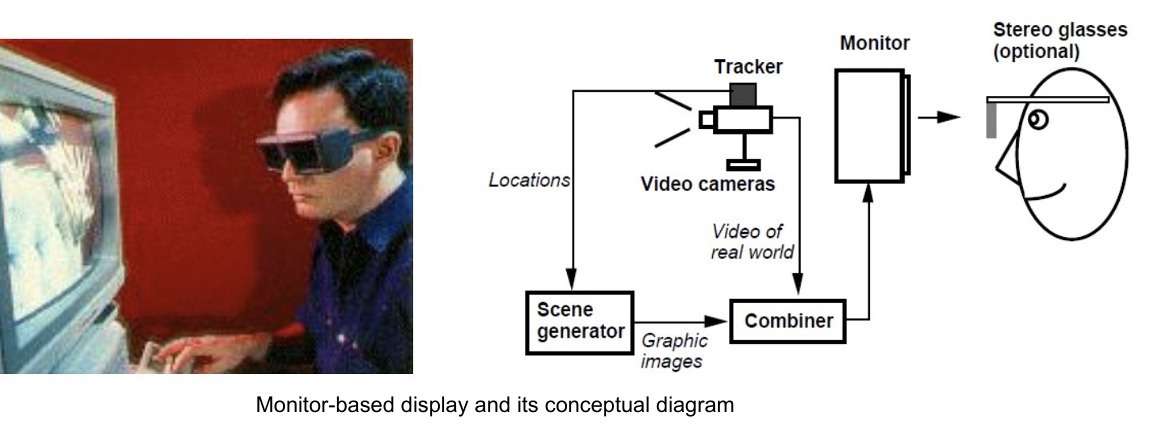 Stereo glasses
(optional)
Monitor
Tracker
Locations
Video cameras
Video of
real world
Scene
generator
Graphic
images
Combiner
Monitor-based display and its conceptual diagram